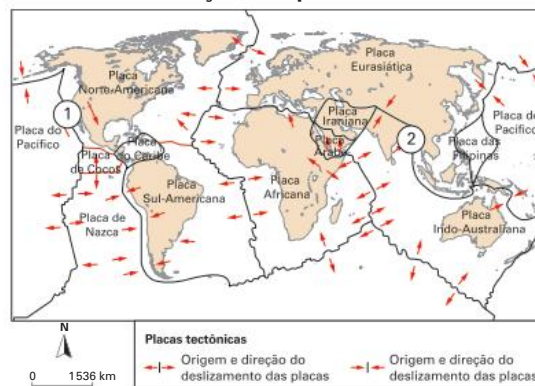 Placa
Norte-Americana
Placa
Eurasiática
1
Placa do
Pacífico
Placa
Iraniana
Placa
Arábica
2
Placa do
Pacífico
Placa das
Filipinas
Placa
de Cocos
Placa
do Caribe
Placa
Sul-Americana
Placa
Africana
Placa de
Nazca
Placa
Indo-Australiana
N
0 1536 km
Placas tectônicas
Origem e direção do
deslizamento das placas
Origem e direção do
deslizamento das placas